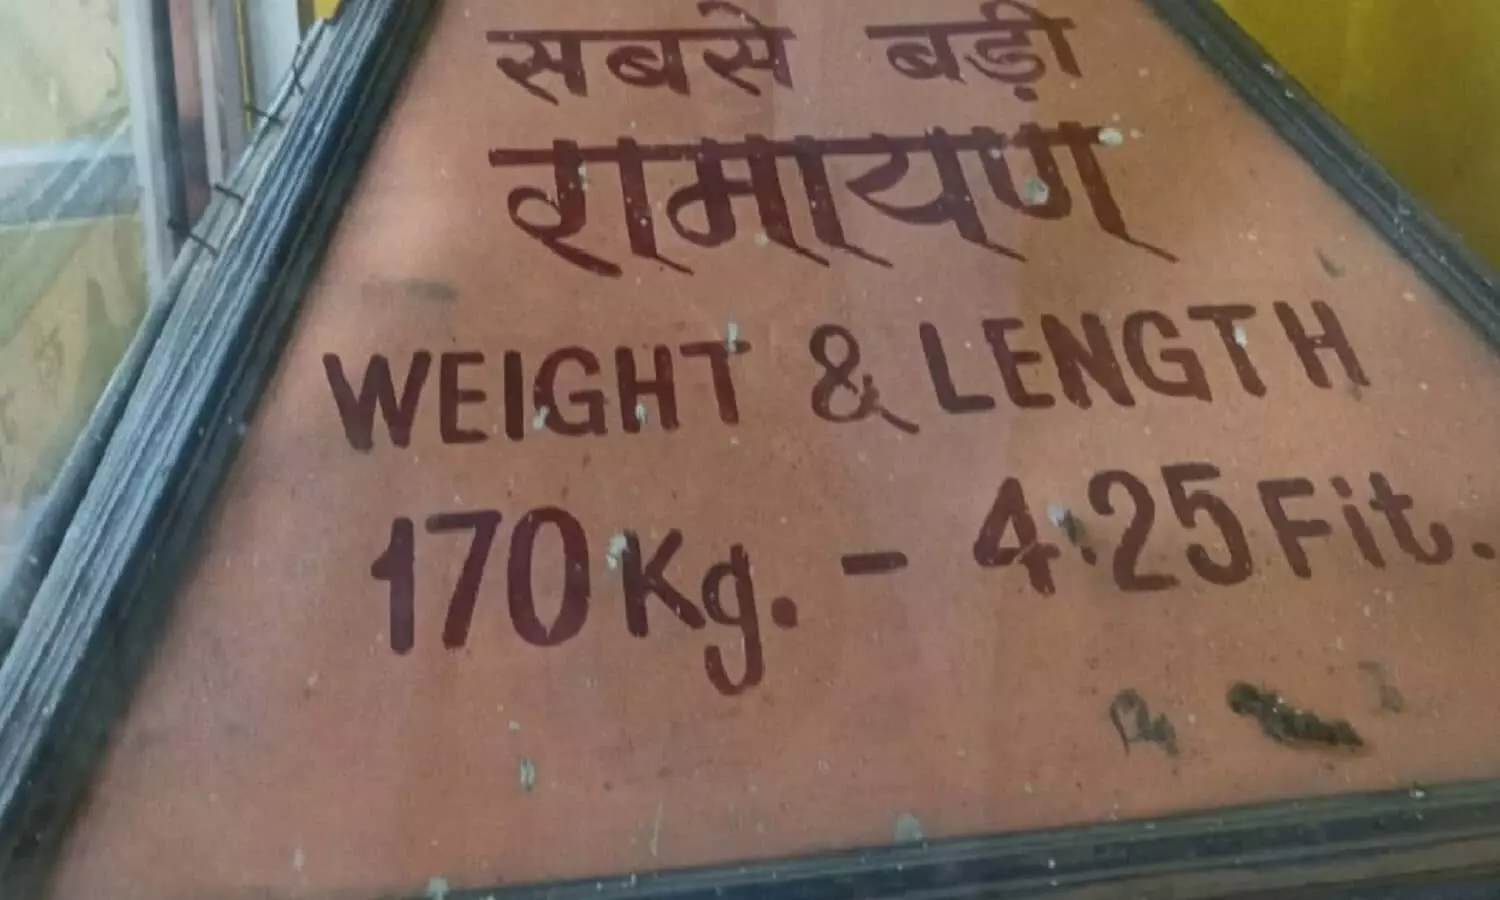 सबसे बड़ी
रामायण
WEIGHT & LENGTH
170 Kg. - 4.25 Fit.